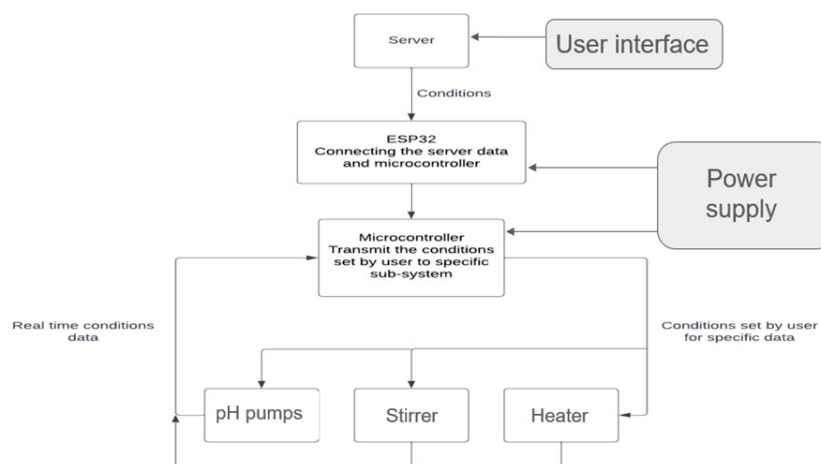 Server
User interface
Conditions
ESP32
Connecting the server data
and microcontroller
Power
supply
Microcontroller
Transmit the conditions
set by user to specific
sub-system
Real time conditions
data
Conditions set by user
for specific data
pH pumps
Stirrer
Heater